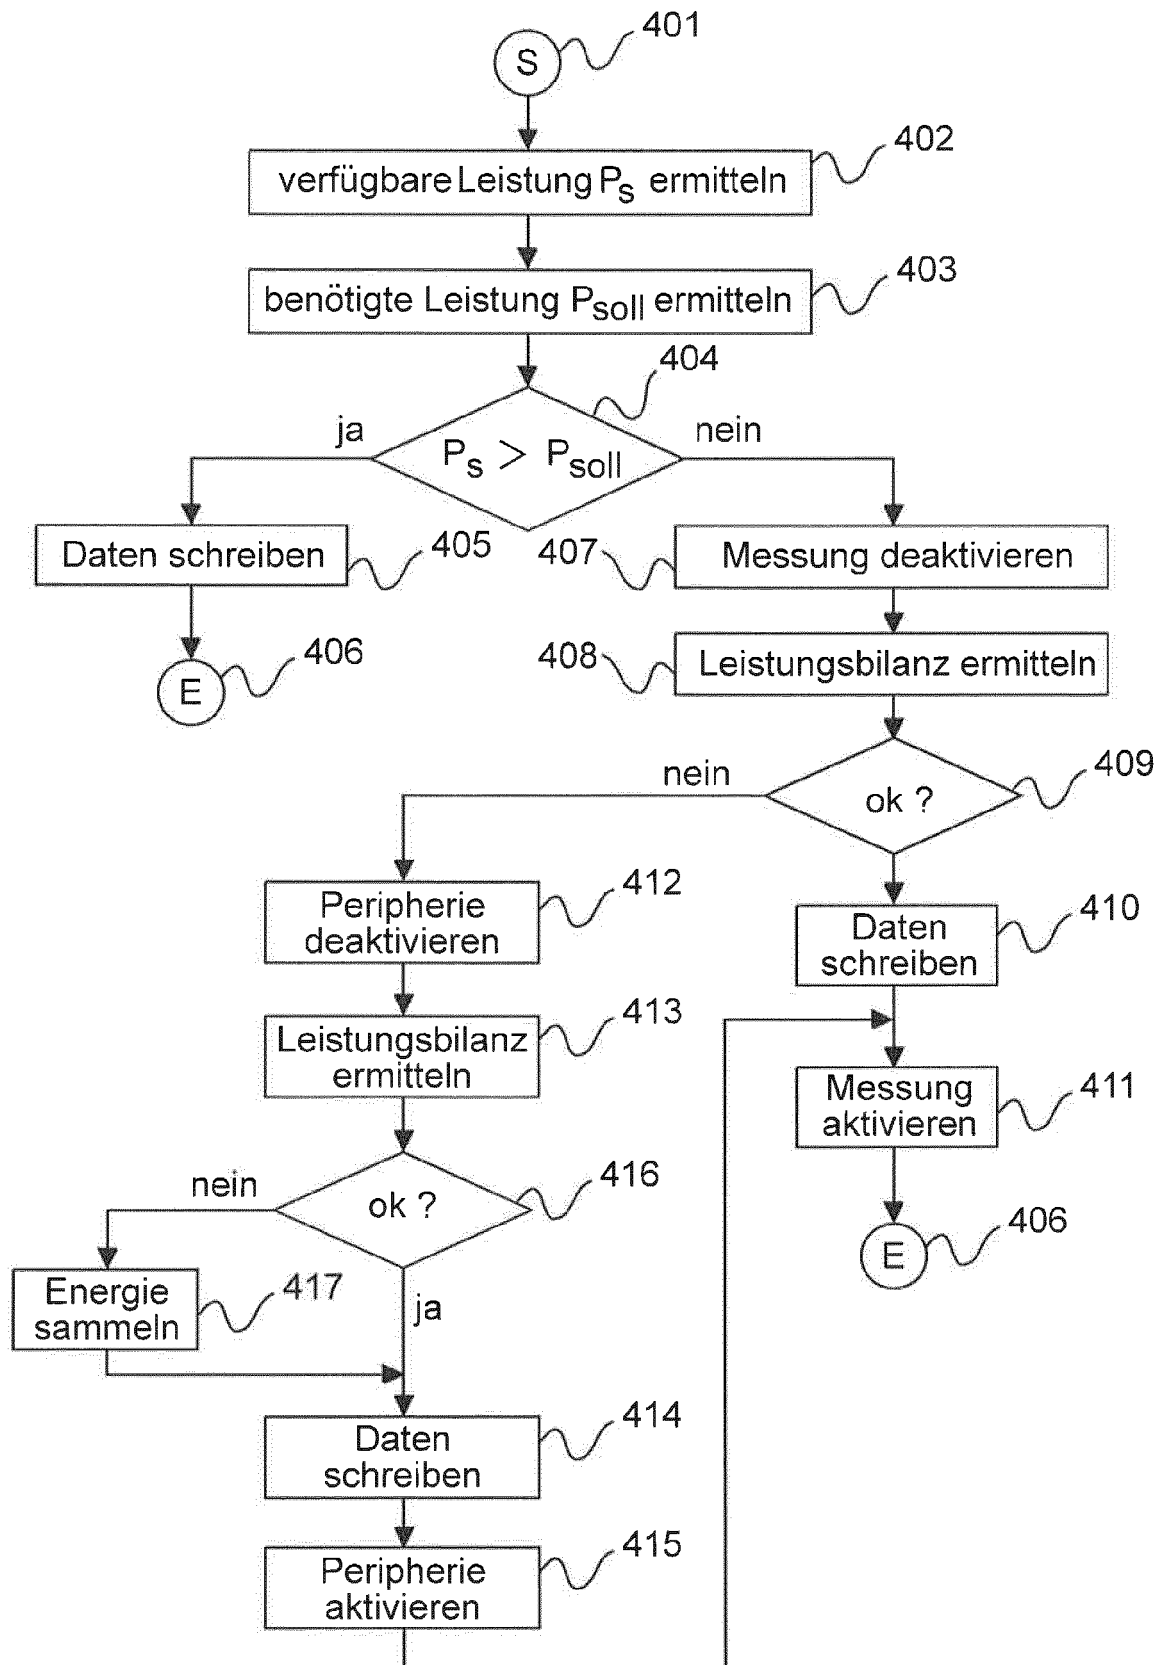 401
S
402
verfügbare Leistung Ps ermitteln
403
benötigte Leistung Psoll ermitteln
404
ja
nein
Ps > Psoll
Daten schreiben
405
407
Messung deaktivieren
E
406
408
Leistungsbilanz ermitteln
nein
409
ok ?
412
Peripherie
deaktivieren
410
Daten
schreiben
413
Leistungsbilanz
ermitteln
411
Messung
aktivieren
nein
416
ok ?
406
E
417
Energie
sammeln
ja
414
Daten
schreiben
415
Peripherie
aktivieren